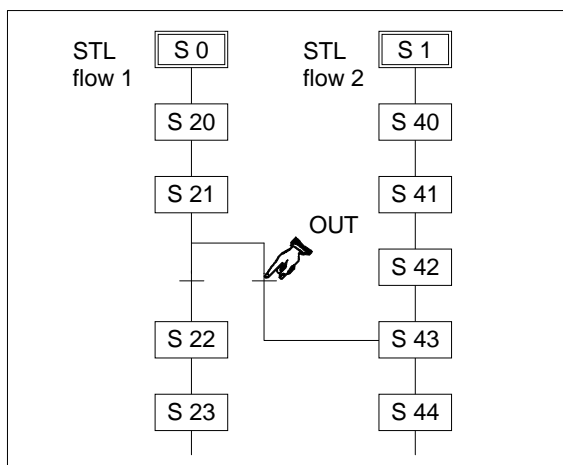 STL
flow 1
S 0
STL
flow 2
S 1
S 20
S 40
S 21
S 41
OUT
S 42
S 22
S 43
S 23
S 44